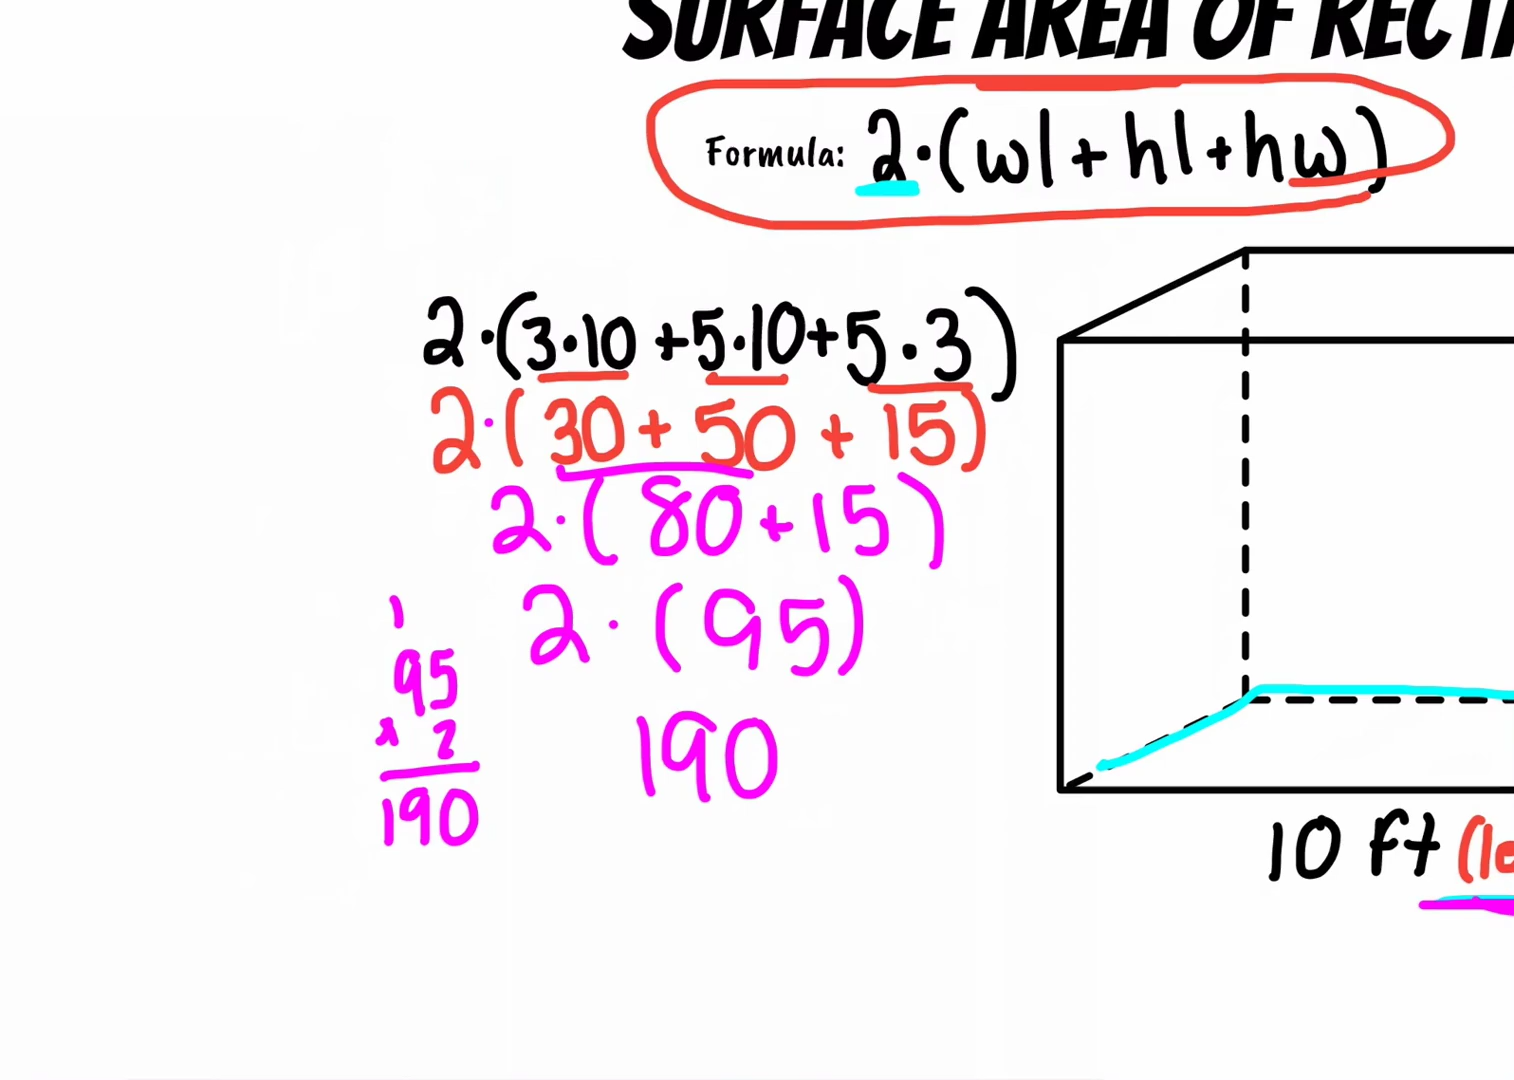 SURFACE AREA OF RECT
Formula: 2·(wl + hl + hw)
2·(3·10 + 5·10 + 5·3)
2·(30 + 50 + 15)
2·(80 + 15)
2·(95)
1
95
x 2
190
190
10 ft (le